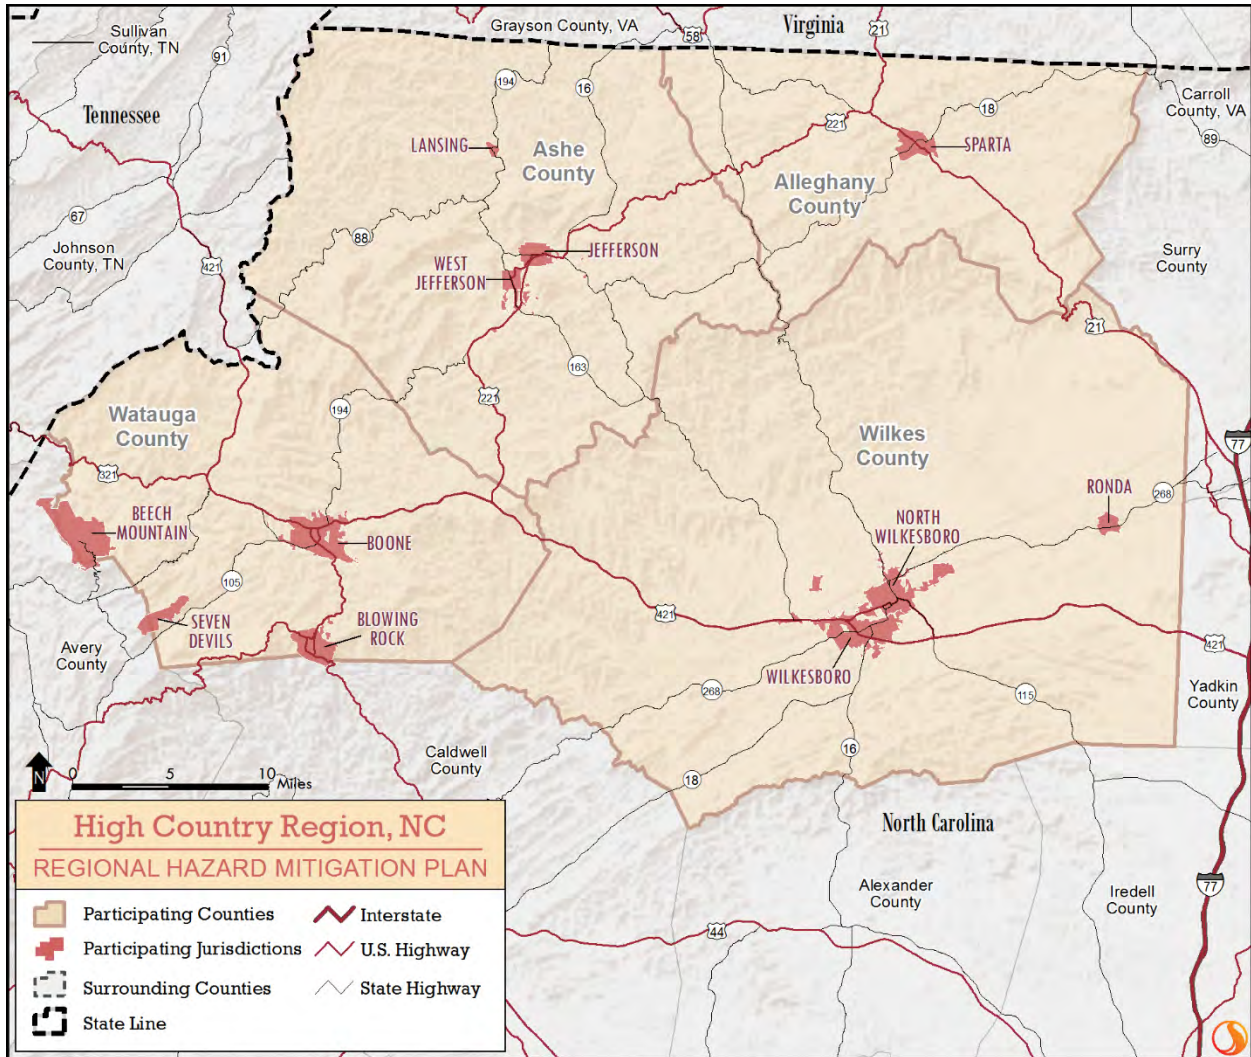 Sullivan
County, TN
Grayson County, VA
Virginia
58
21
91
194
16
Tennessee
Carroll
County, VA
18
221
89
LANSING
SPARTA
Ashe
County
Alleghany
County
67
88
Johnson
County, TN
421
JEFFERSON
WEST
JEFFERSON
Surry
County
21
163
221
194
Watauga
County
Wilkes
County
77
321
RONDA
268
BEECH
MOUNTAIN
BOONE
NORTH
WILKESBORO
105
421
SEVEN
DEVILS
BLOWING
ROCK
421
Avery
County
WILKESBORO
268
115
Yadkin
County
16
Caldwell
County
18
N
0 5 10
Miles
North Carolina
High Country Region, NC
REGIONAL HAZARD MITIGATION PLAN
Participating Counties
Interstate
Participating Jurisdictions
U.S. Highway
Surrounding Counties
State Highway
State Line
Alexander
County
Iredell
County
77
44